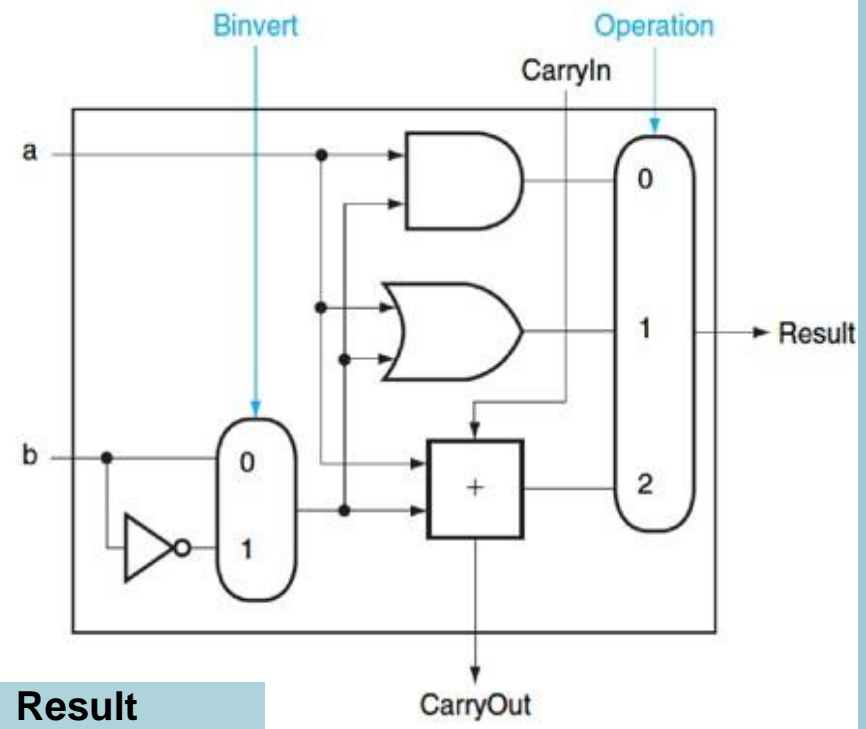 Binvert
Operation
CarryIn
a
0
1
Result
b
0
+
2
1
Result
CarryOut